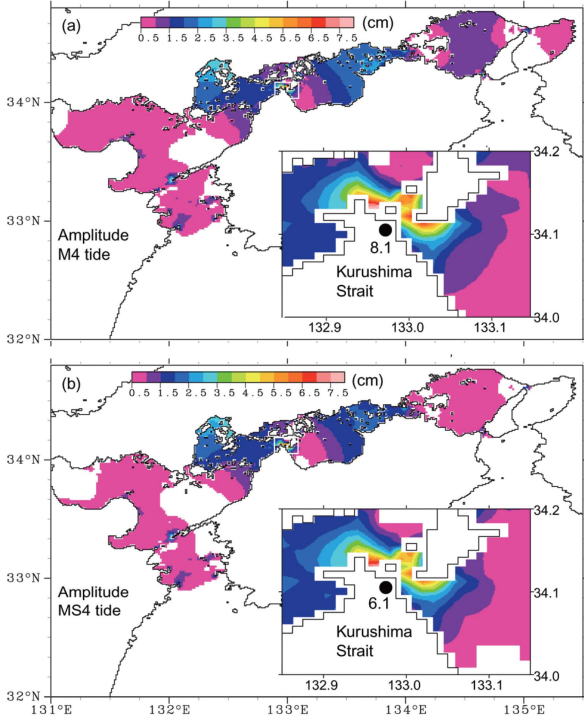 (a)
(cm)
0.5 1.5 2.5 3.5 4.5 5.5 6.5 7.5
34°N
33°N
32°N
Amplitude
M4 tide
34.2
34.1
34.0
8.1
Kurushima
Strait
132.9 133.0 133.1
(b)
(cm)
0.5 1.5 2.5 3.5 4.5 5.5 6.5 7.5
34°N
33°N
32°N
Amplitude
MS4 tide
34.2
34.1
34.0
6.1
Kurushima
Strait
132.9 133.0 133.1
131°E 132°E 133°E 134°E 135°E